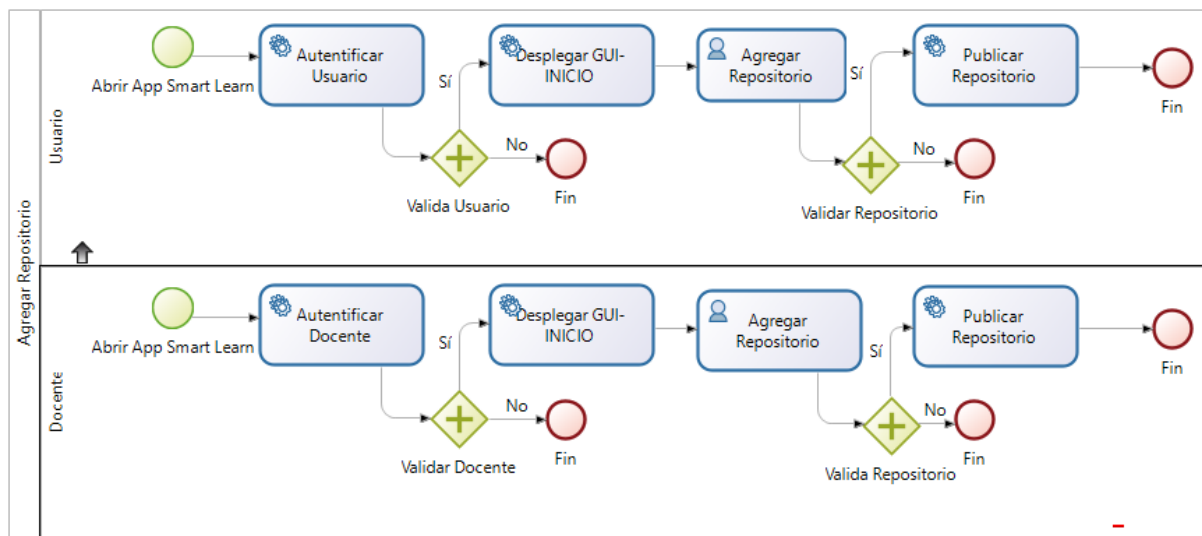 Agregar Repositorio
Usuario
Abrir App Smart Learn
Autentificar
Usuario
Valida Usuario
Sí
No
Fin
Desplegar GUI-
INICIO
Agregar
Repositorio
Validar Repositorio
Sí
No
Fin
Publicar
Repositorio
Fin
Docente
Abrir App Smart Learn
Autentificar
Docente
Validar Docente
Sí
No
Fin
Desplegar GUI-
INICIO
Agregar
Repositorio
Valida Repositorio
Sí
No
Fin
Publicar
Repositorio
Fin